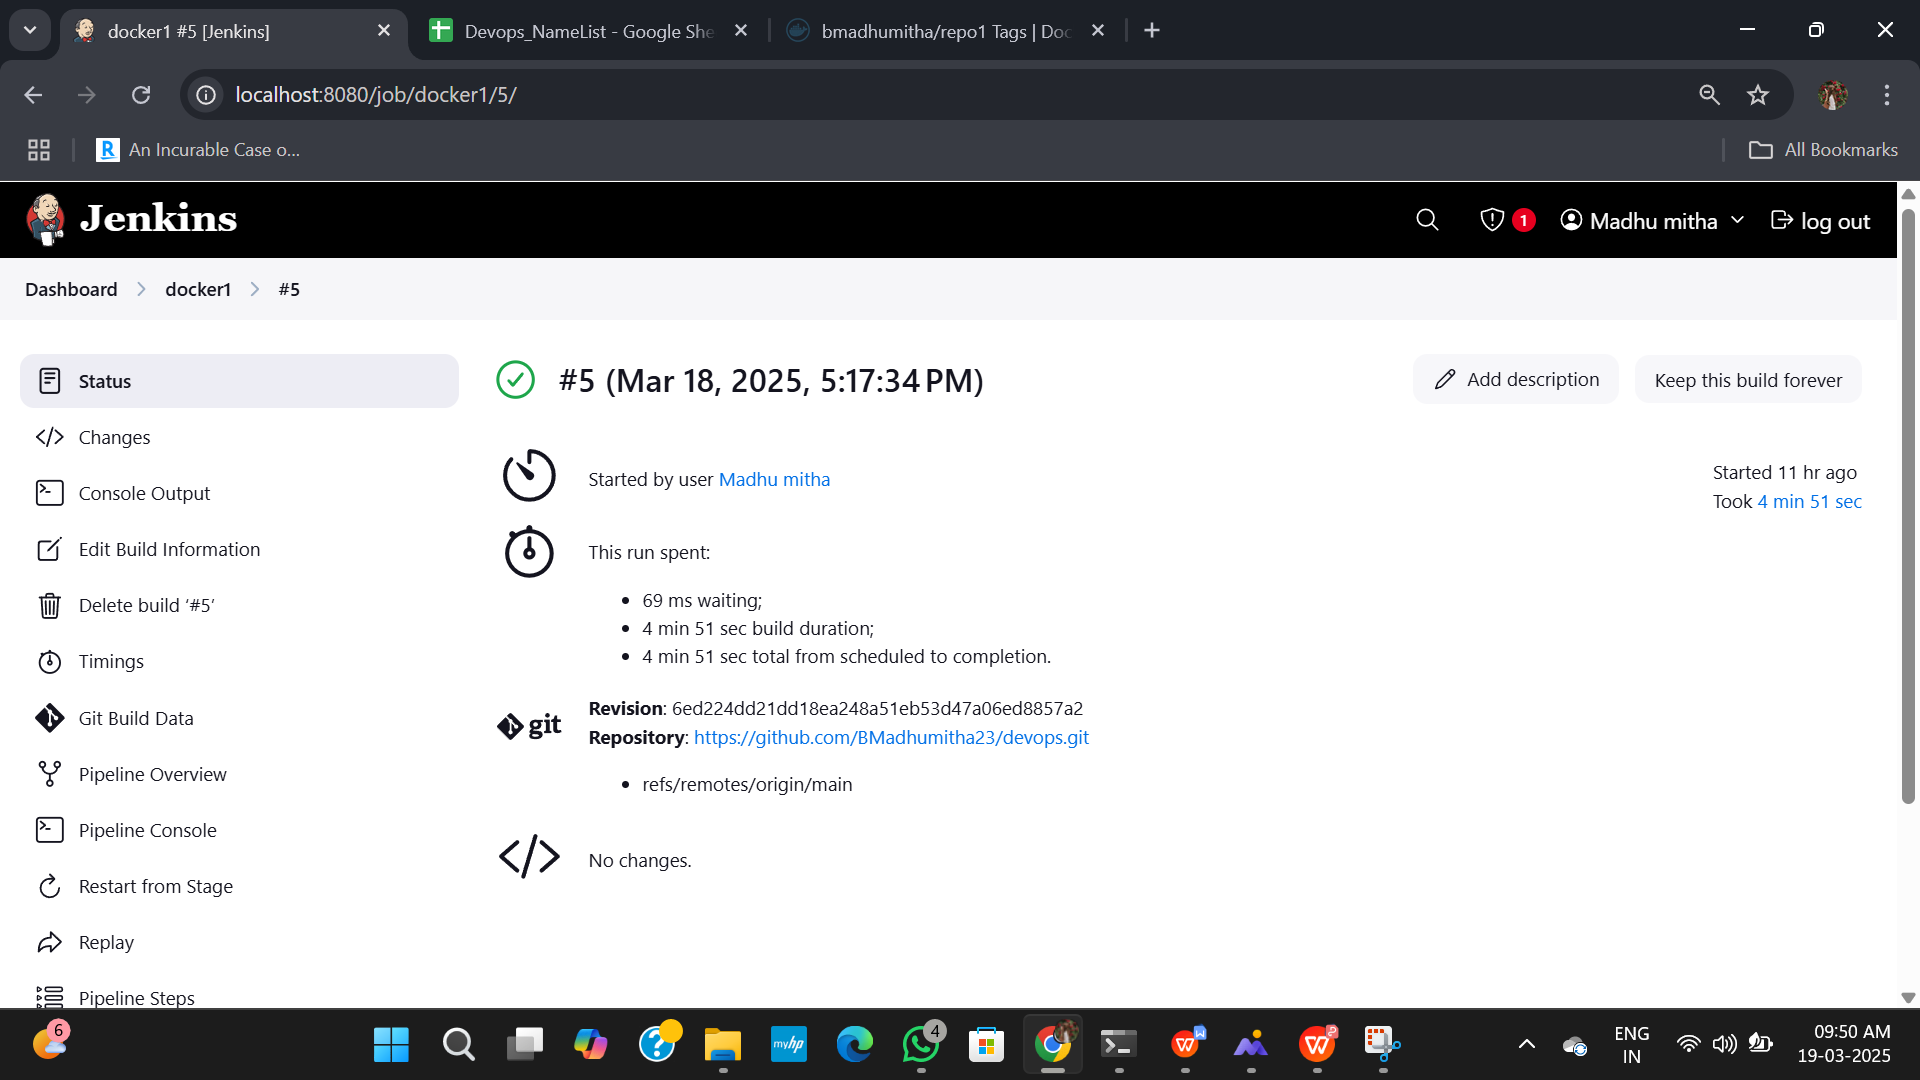 docker1 #5 [Jenkins]
Devops_NameList - Google She
bmadhumitha/repo1 Tags | Doc
localhost:8080/job/docker1/5/
R An Incurable Case o...
All Bookmarks
Jenkins
1
Madhu mitha
log out
Dashboard
docker1
#5
Status
Changes
Console Output
Edit Build Information
Delete build ‘#5’
Timings
Git Build Data
Pipeline Overview
Pipeline Console
Restart from Stage
Replay
Pipeline Steps
#5 (Mar 18, 2025, 5:17:34 PM)
Add description
Keep this build forever
Started by user Madhu mitha
Started 11 hr ago
Took 4 min 51 sec
This run spent:
69 ms waiting;
4 min 51 sec build duration;
4 min 51 sec total from scheduled to completion.
git
Revision: 6ed224dd21dd18ea248a51eb53d47a06ed8857a2
Repository: https://github.com/BMadhumitha23/devops.git
refs/remotes/origin/main
No changes.
6
myhp
4
ENG
IN
09:50 AM
19-03-2025